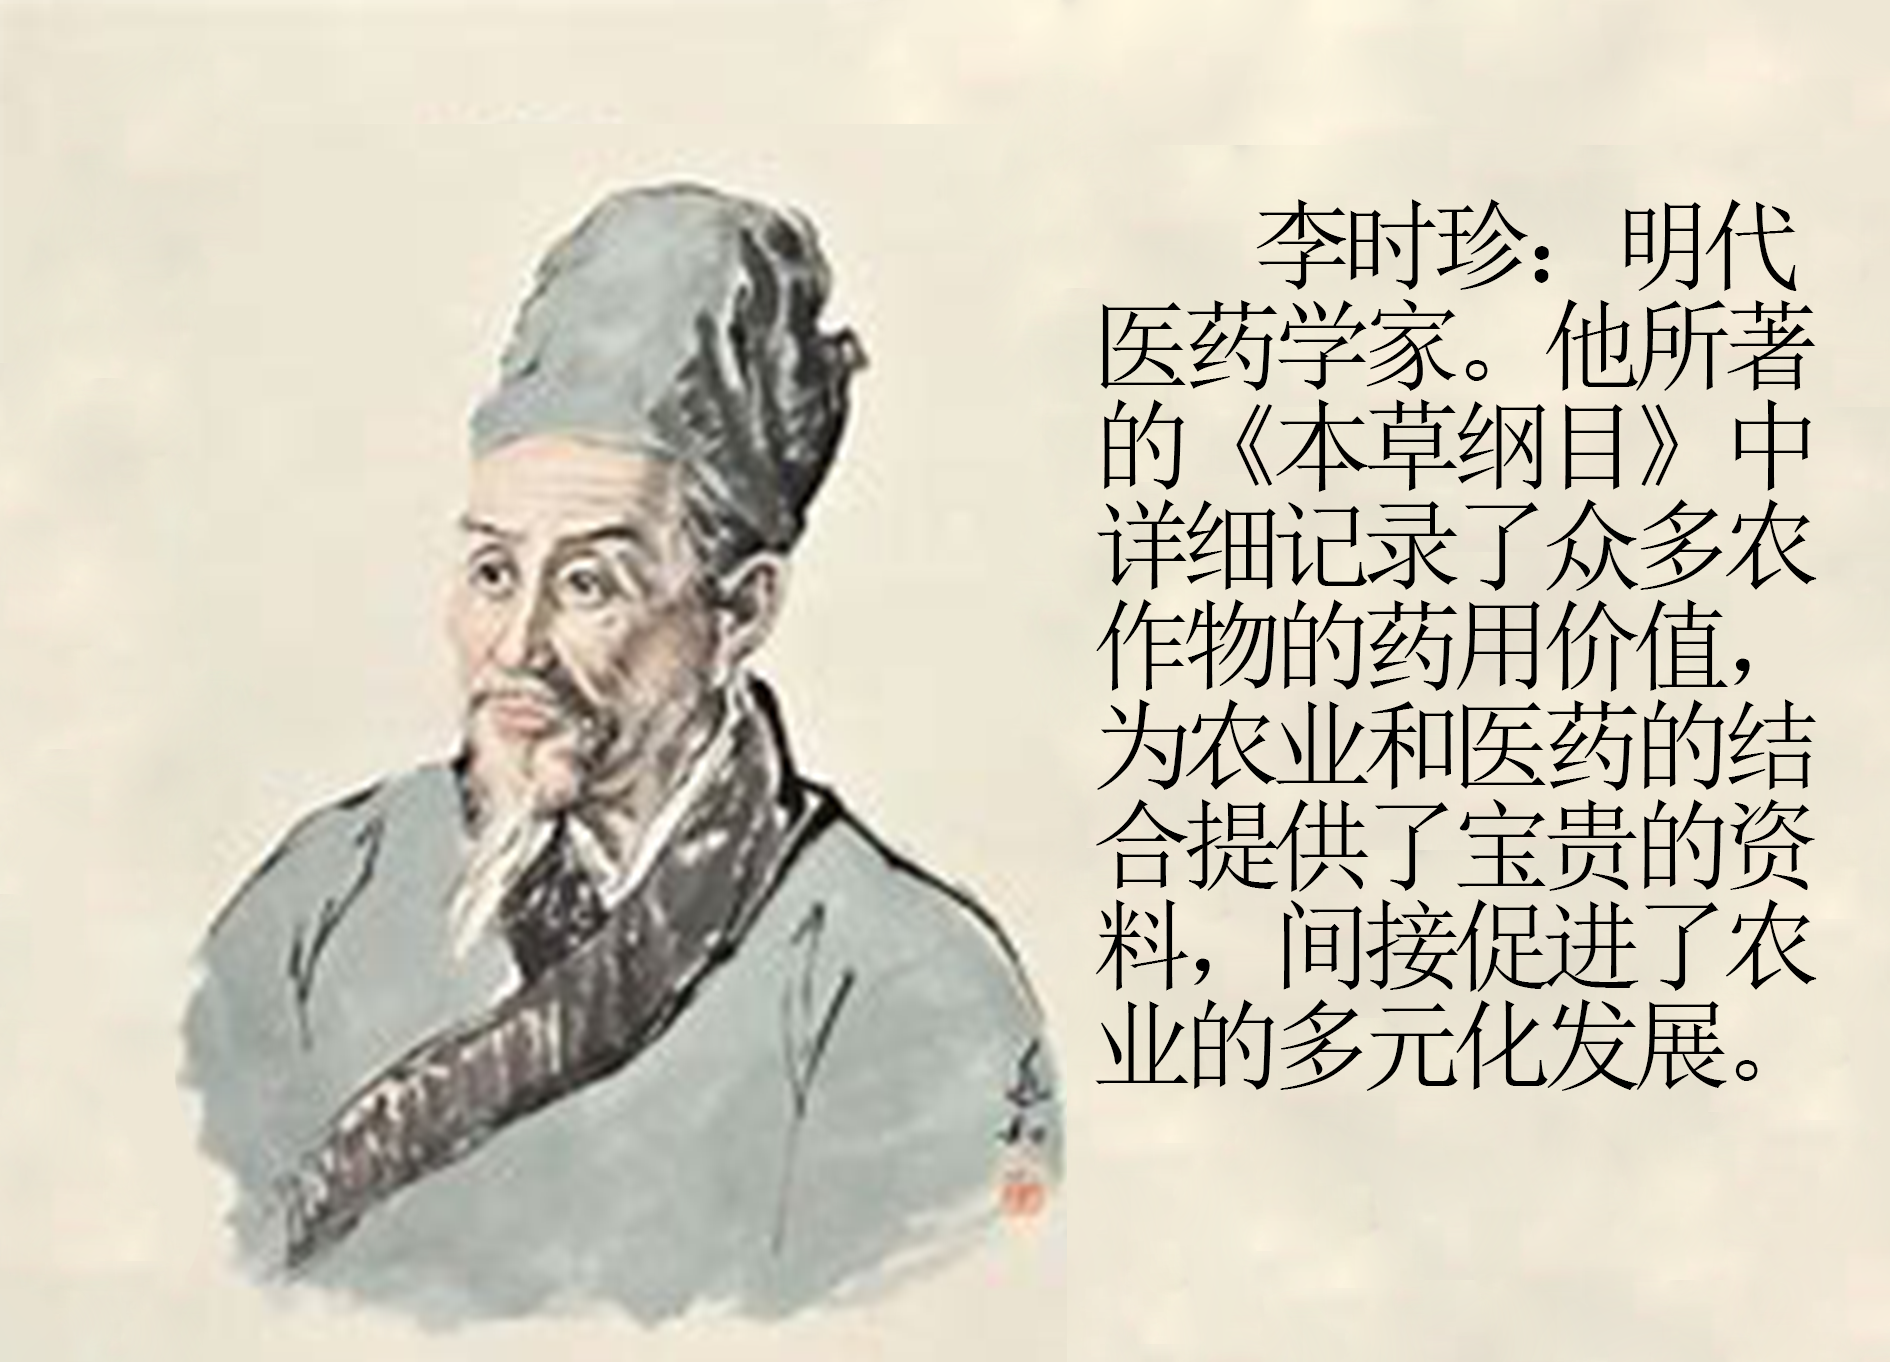 李时珍：明代
医药学家。他所著
的《本草纲目》中
详细记录了众多农
作物的药用价值，
为农业和医药的结
合提供了宝贵的资
料，间接促进了农
业的多元化发展。